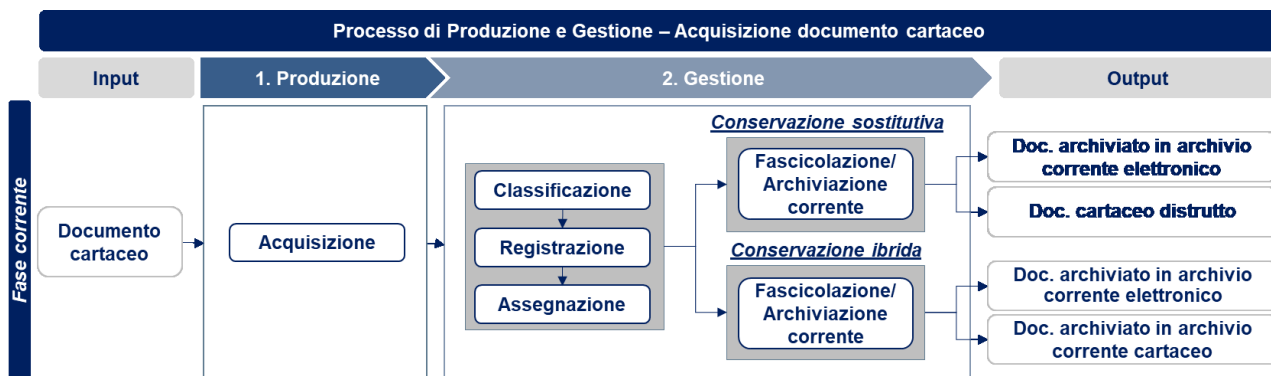 Processo di Produzione e Gestione – Acquisizione documento cartaceo
Input
1. Produzione
2. Gestione
Output
Fase corrente
Documento
cartaceo
Acquisizione
Classificazione
Registrazione
Assegnazione
Conservazione sostitutiva
Fascicolazione/
Archiviazione
corrente
Conservazione ibrida
Fascicolazione/
Archiviazione
corrente
Doc. archiviato in archivio
corrente elettronico
Doc. cartaceo distrutto
Doc. archiviato in archivio
corrente elettronico
Doc. archiviato in archivio
corrente cartaceo